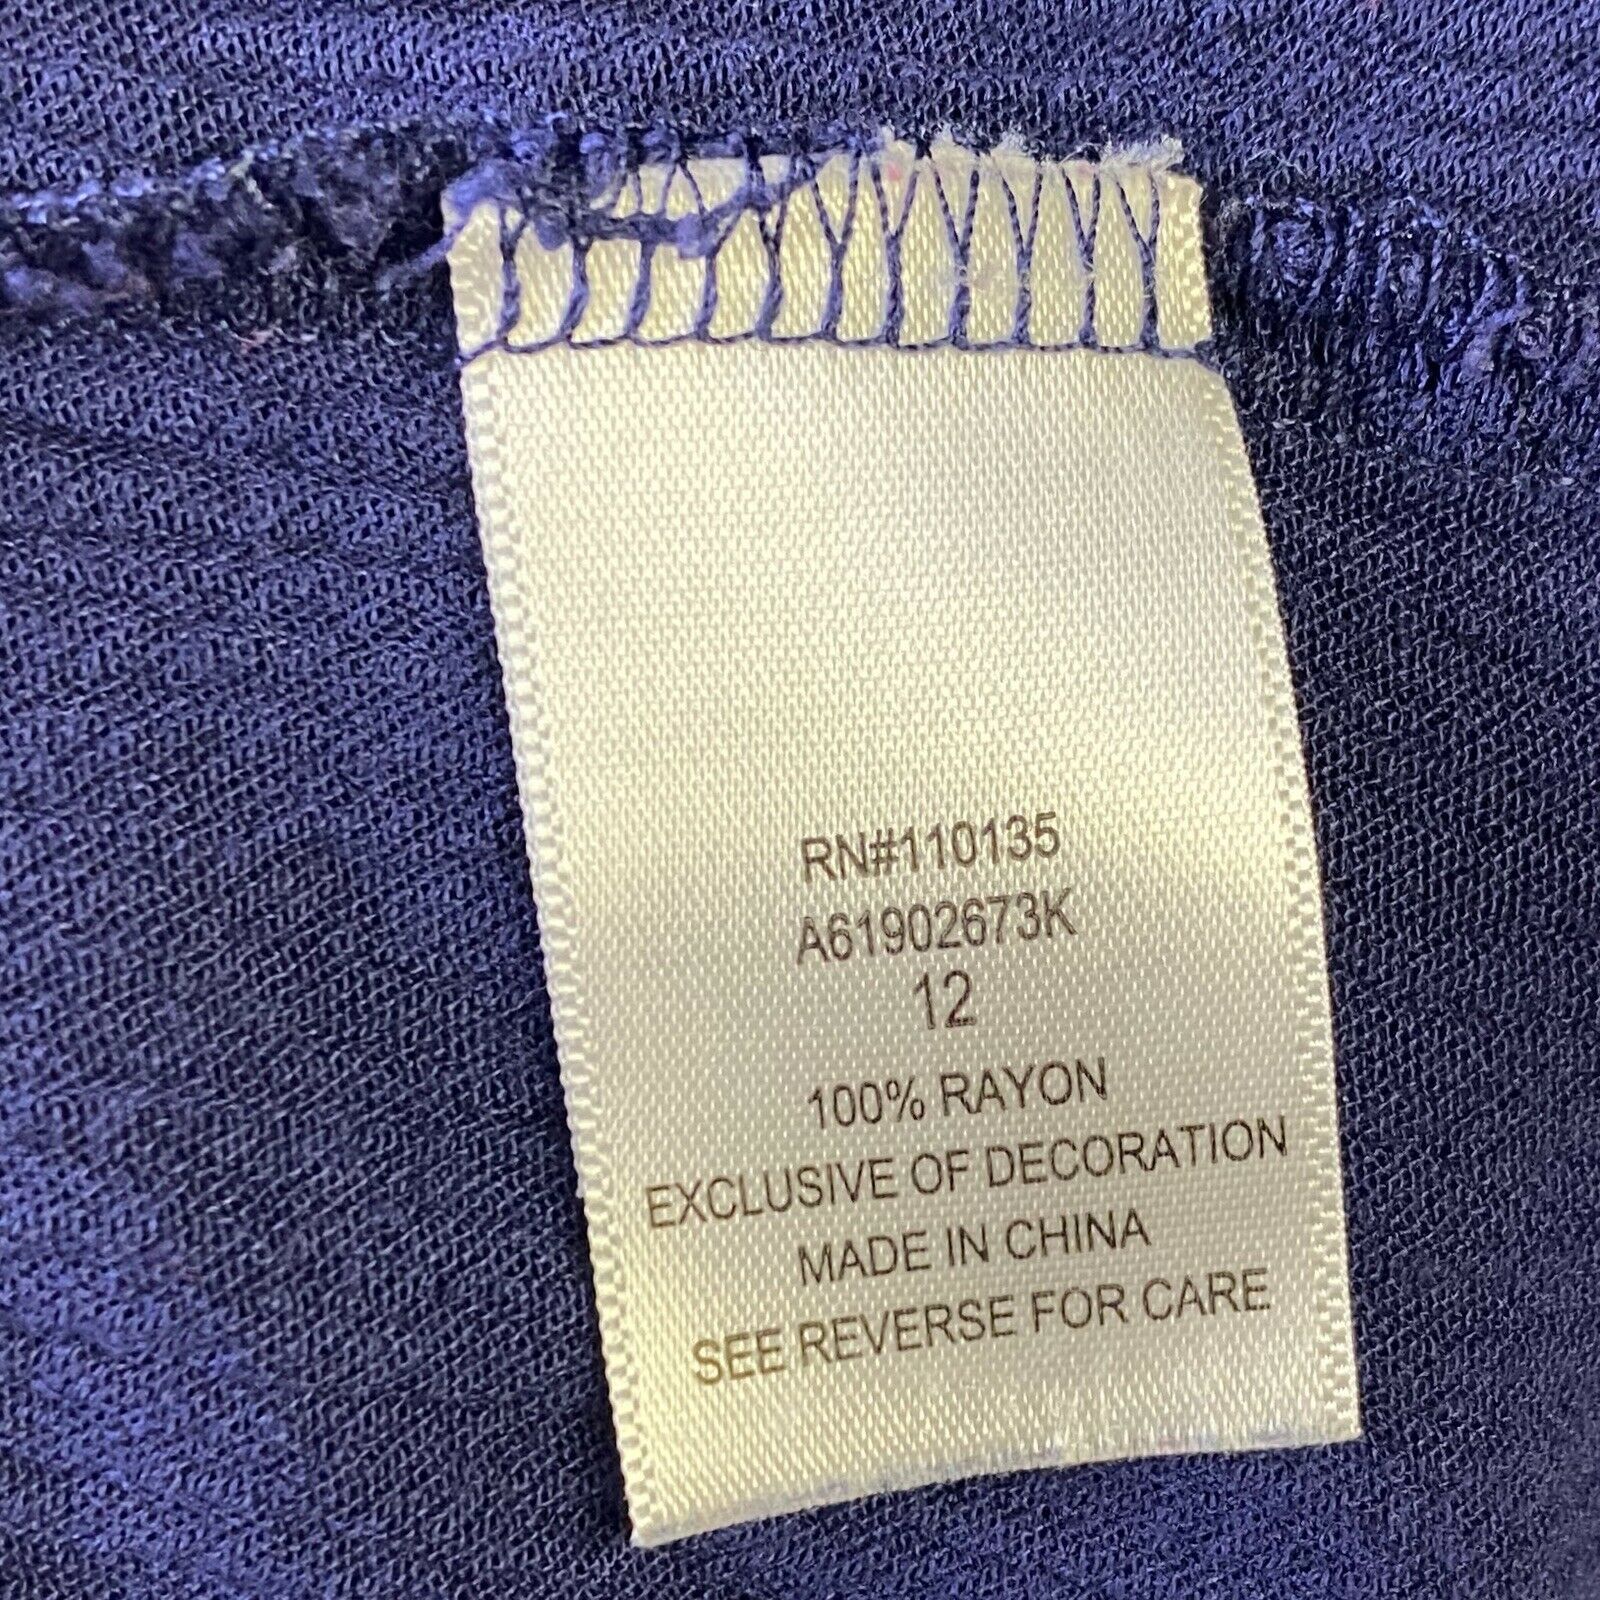 RN#110135
A61902673K
12
100% RAYON
EXCLUSIVE OF DECORATION
MADE IN CHINA
SEE REVERSE FOR CARE